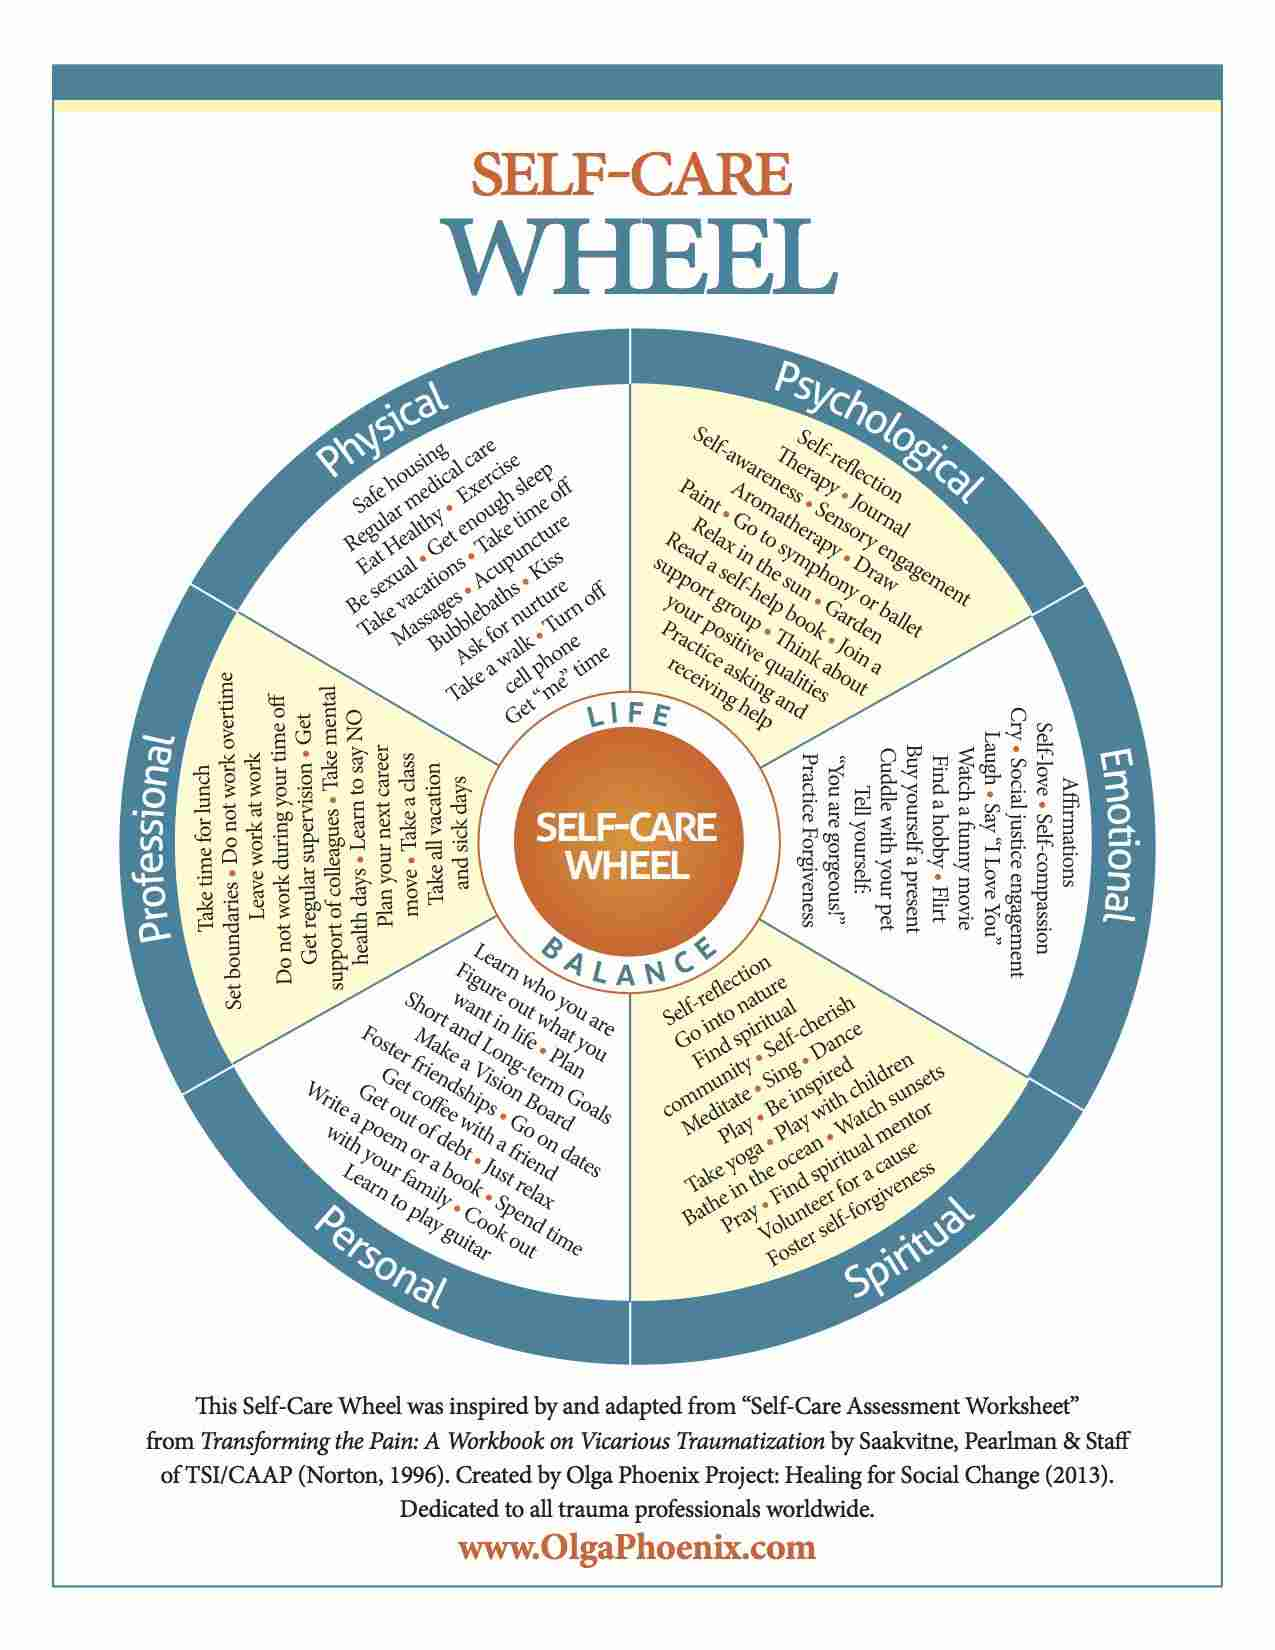 SELF-CARE
WHEEL
Physical
Safe housing
Regular medical care
Eat Healthy • Exercise
Be sexual • Get enough sleep
Take vacations • Take time off
Massages • Acupuncture
Bubblebaths • Kiss
Ask for nurture
Take a walk • Turn off
cell phone
Get “me” time
Psychological
Self-reflection
Therapy • Journal
Self-awareness • Sensory engagement
Aromatherapy • Draw
Paint • Go to symphony or ballet
Relax in the sun • Garden
Read a self-help book • Join a
support group • Think about
your positive qualities
Practice asking and
receiving help
Emotional
Affirmations
Self-love • Self-compassion
Cry • Social justice engagement
Laugh • Say “I Love You”
Watch a funny movie
Find a hobby • Flirt
Buy yourself a present
Cuddle with your pet
Tell yourself:
“You are gorgeous!”
Practice Forgiveness
Spiritual
Self-reflection
Go into nature
Find spiritual
community • Self-cherish
Meditate • Sing • Dance
Play • Be inspired
Take yoga • Play with children
Bathe in the ocean • Watch sunsets
Pray • Find spiritual mentor
Volunteer for a cause
Foster self-forgiveness
Personal
Learn who you are
Figure out what you
want in life • Plan
Short and Long-term Goals
Make a Vision Board
Foster friendships • Go on dates
Get coffee with a friend
Get out of debt • Just relax
Write a poem or a book • Spend time
with your family • Cook out
Learn to play guitar
Professional
Take time for lunch
Set boundaries • Do not work overtime
Leave work at work
Do not work during your time off
Get regular supervision • Get
support of colleagues • Take mental
health days • Learn to say NO
Plan your next career
move • Take a class
Take all vacation
and sick days
LIFE
SELF-CARE
WHEEL
BALANCE
This Self-Care Wheel was inspired by and adapted from “Self-Care Assessment Worksheet”
from Transforming the Pain: A Workbook on Vicarious Traumatization by Saakvitne, Pearlman & Staff
of TSI/CAAP (Norton, 1996). Created by Olga Phoenix Project: Healing for Social Change (2013).
Dedicated to all trauma professionals worldwide.
www.OlgaPhoenix.com